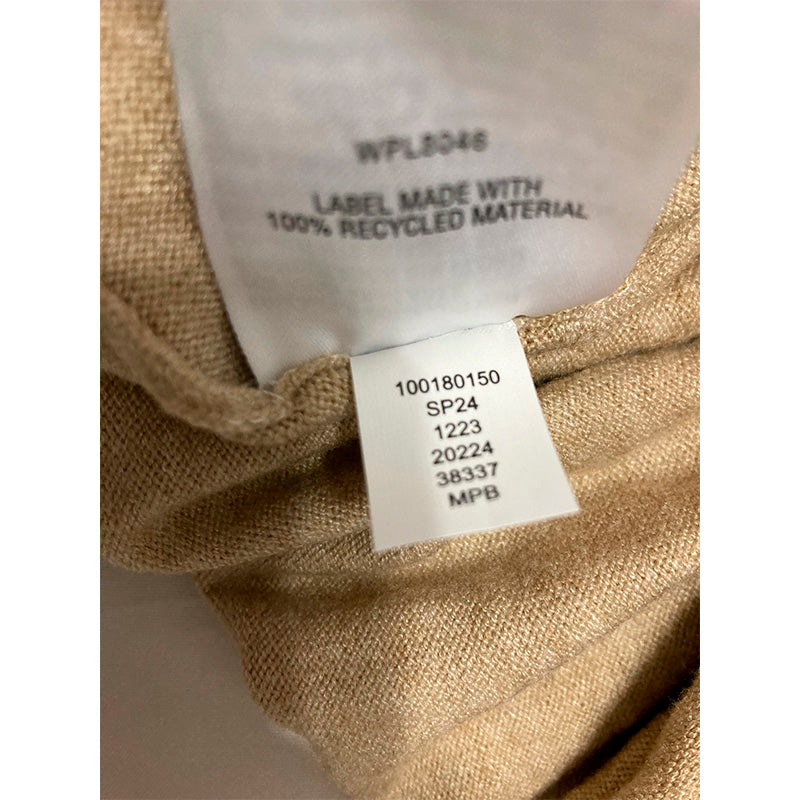 WPL8046
LABEL MADE WITH
100% RECYCLED MATERIAL
100180150
SP24
1223
20224
38337
MPB